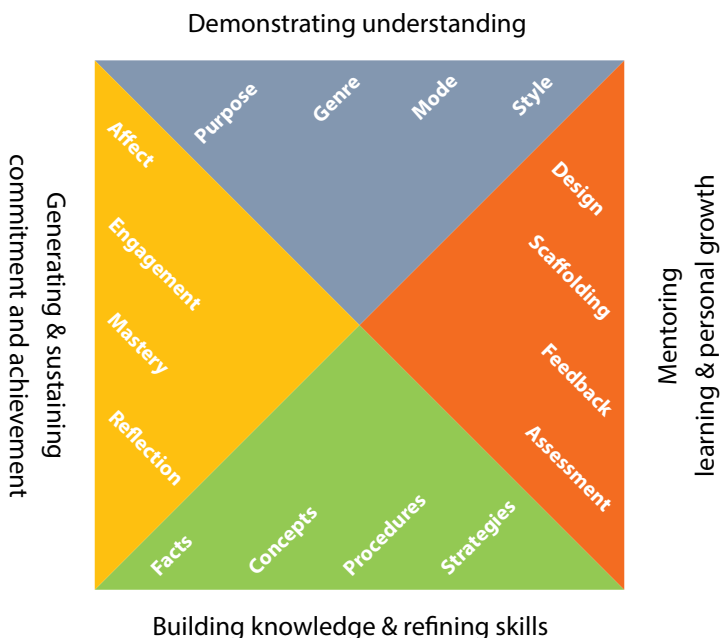 Demonstrating understanding
Purpose
Genre
Mode
Style
Affect
Engagement
Mastery
Reflection
Generating & sustaining
commitment and achievement
Design
Scaffolding
Feedback
Assessment
Mentoring
learning & personal growth
Facts
Concepts
Procedures
Strategies
Building knowledge & refining skills